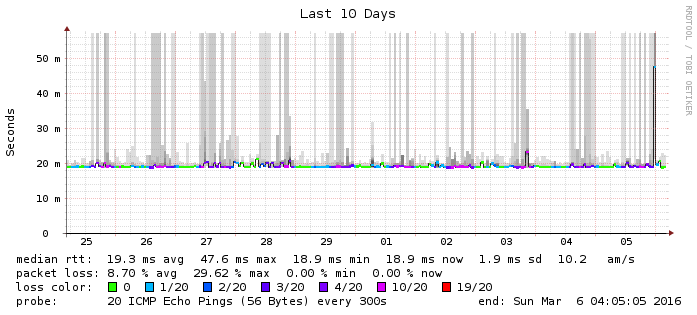 Last 10 Days
RRDTOOL / TOBI OETIKER
Seconds
50 m
40 m
30 m
20 m
10 m
0
25 26 27 28 29 01 02 03 04 05
median rtt: 19.3 ms avg 47.6 ms max 18.9 ms min 18.9 ms now 1.9 ms sd 10.2 am/s
packet loss: 8.70 % avg 29.62 % max 0.00 % min 0.00 % now
loss color: 0 1/20 2/20 3/20 4/20 10/20 19/20
probe: 20 ICMP Echo Pings (56 Bytes) every 300s end: Sun Mar 6 04:05:05 2016